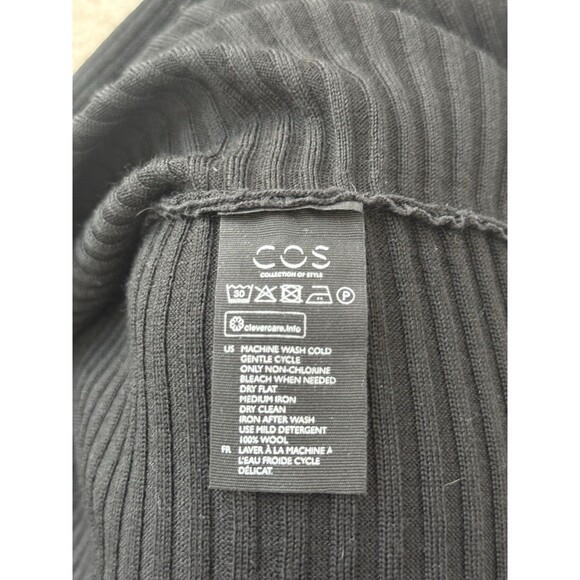 COS
COLLECTION OF STYLE
30 P
clevercare.info
US MACHINE WASH COLD
GENTLE CYCLE
ONLY NON-CHLORINE
BLEACH WHEN NEEDED
DRY FLAT
MEDIUM IRON
DRY CLEAN
IRON AFTER WASH
USE MILD DETERGENT
100% WOOL
FR LAVER À LA MACHINE A
L'EAU FROIDE CYCLE
DÉLICAT.